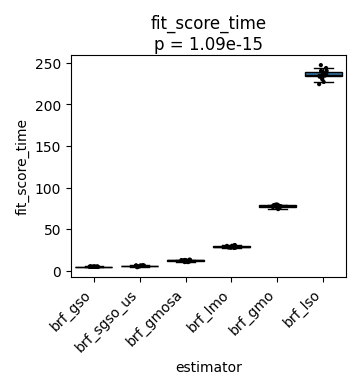 fit_score_time
p = 1.09e-15
fit_score_time
250
200
150
100
50
0
brf_gso
brf_sgso_us
brf_gmosa
brf_lmo
brf_gmo
brf_lso
estimator